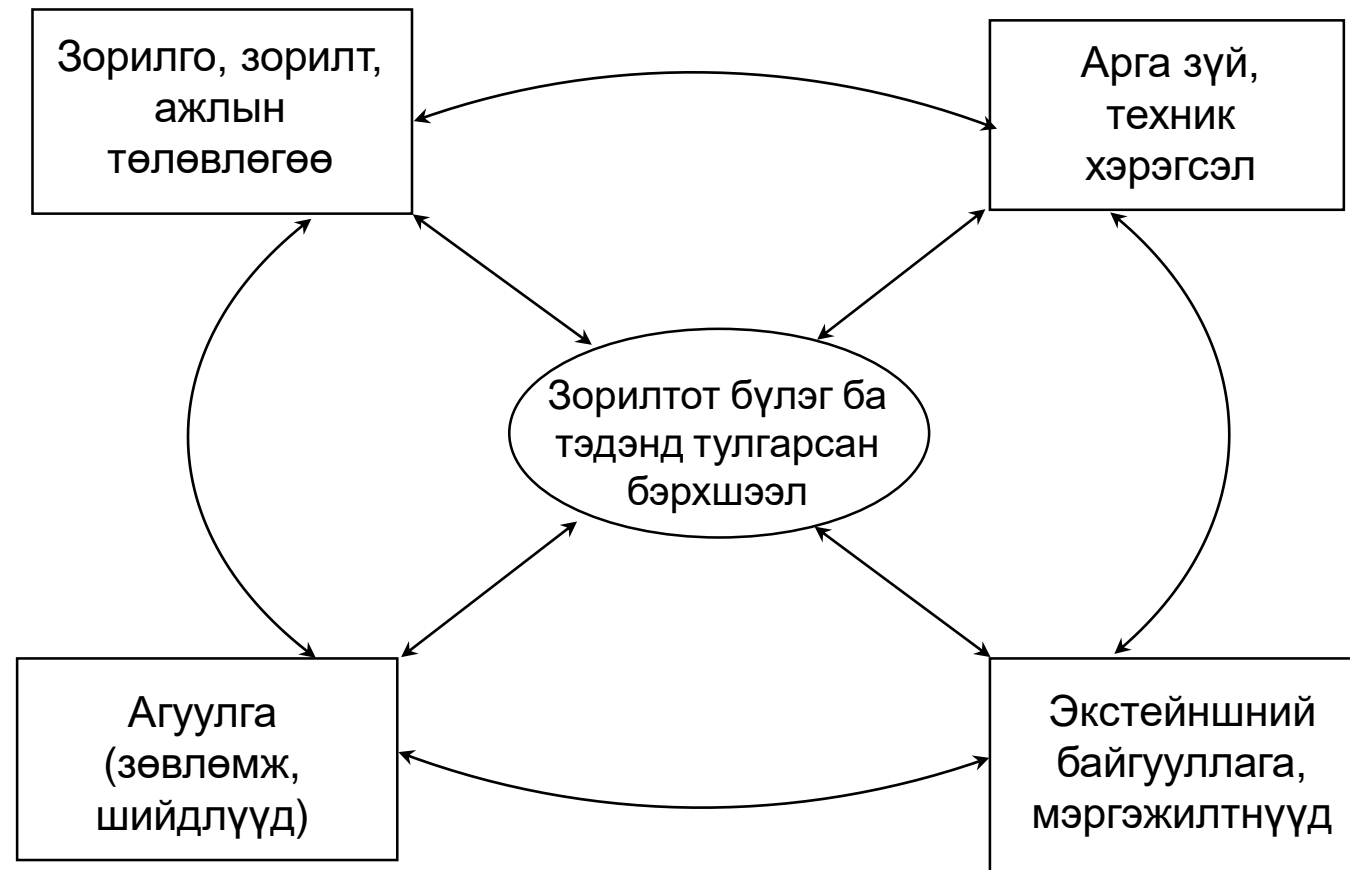 Зорилго, зорилт,
ажлын
төлөвлөгөө
Арга зүй,
техник
хэрэгсэл
Зорилтот бүлэг ба
тэдэнд тулгарсан
бэрхшээл
Агуулга
(зөвлөмж,
шийдлүүд)
Экстейншний
байгууллага,
мэргэжилтнүүд